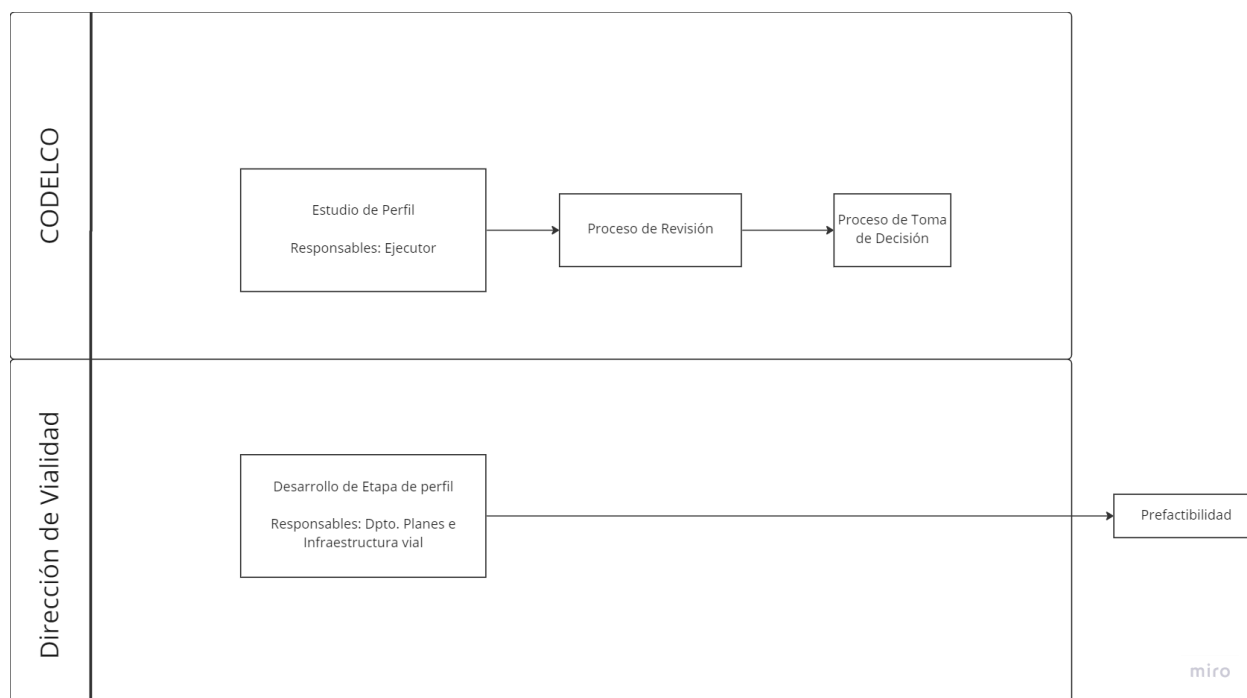 CODELCO
Estudio de Perfil
Responsables: Ejecutor
Proceso de Revisión
Proceso de Toma
de Decisión
Dirección de Vialidad
Desarrollo de Etapa de perfil
Responsables: Dpto. Planes e
Infraestructura vial
Prefactibilidad
miro